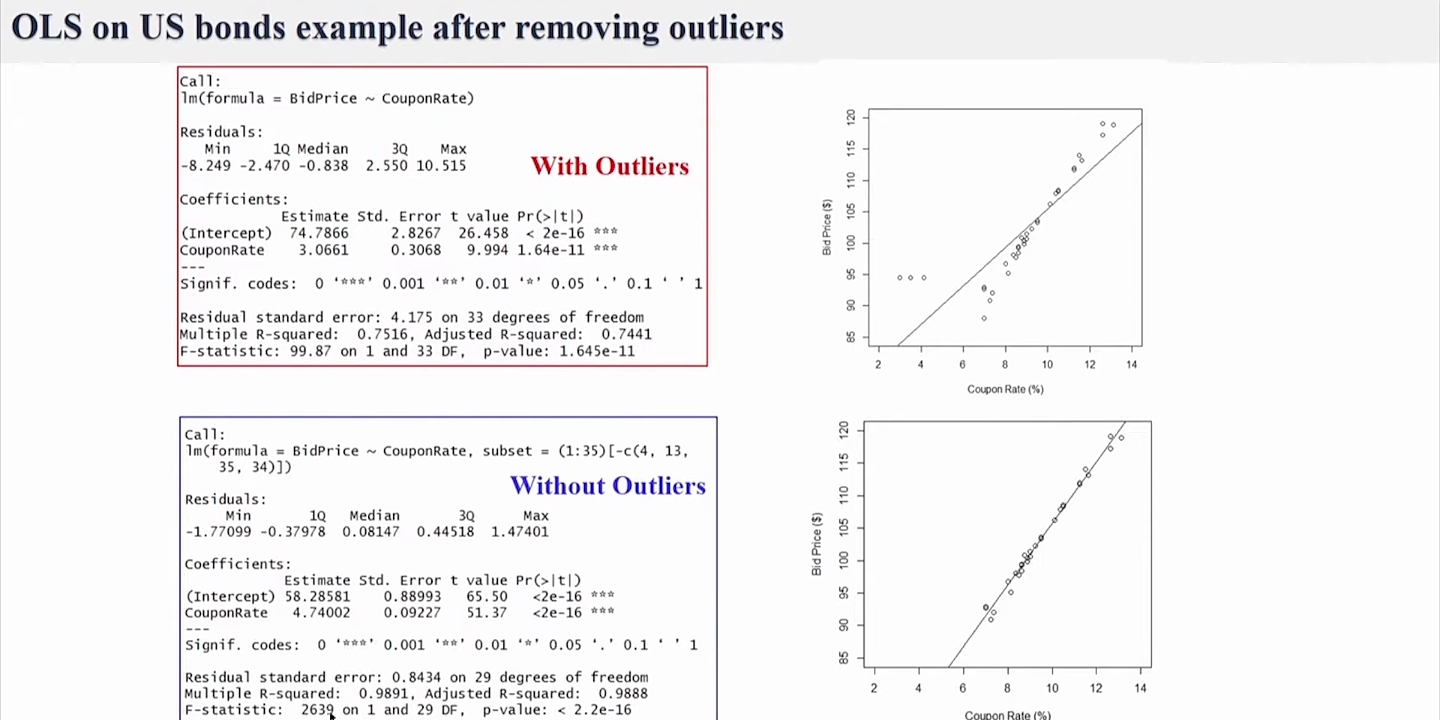 OLS on US bonds example after removing outliers
Call:
lm(formula = BidPrice ~ CouponRate)
Residuals:
Min 1Q Median 3Q Max
-8.249 -2.470 -0.838 2.550 10.515
With Outliers
Coefficients:
Estimate Std. Error t value Pr(>|t|)
(Intercept) 74.7866 2.8267 26.458 < 2e-16 ***
CouponRate 3.0661 0.3068 9.994 1.64e-11 ***
---
Signif. codes: 0 ‘***’ 0.001 ‘**’ 0.01 ‘*’ 0.05 ‘.’ 0.1 ‘ ’ 1
Residual standard error: 4.175 on 33 degrees of freedom
Multiple R-squared: 0.7516, Adjusted R-squared: 0.7441
F-statistic: 99.87 on 1 and 33 DF, p-value: 1.645e-11
Bid Price ($)
120
115
110
105
100
95
90
85
2 4 6 8 10 12 14
Coupon Rate (%)
Call:
lm(formula = BidPrice ~ CouponRate, subset = (1:35)[-c(4, 13,
35, 34)])
Without Outliers
Residuals:
Min 1Q Median 3Q Max
-1.77099 -0.37978 0.08147 0.44518 1.47401
Coefficients:
Estimate Std. Error t value Pr(>|t|)
(Intercept) 58.28581 0.88993 65.50 <2e-16 ***
CouponRate 4.74002 0.09227 51.37 <2e-16 ***
---
Signif. codes: 0 ‘***’ 0.001 ‘**’ 0.01 ‘*’ 0.05 ‘.’ 0.1 ‘ ’ 1
Residual standard error: 0.8434 on 29 degrees of freedom
Multiple R-squared: 0.9891, Adjusted R-squared: 0.9888
F-statistic: 2639 on 1 and 29 DF, p-value: < 2.2e-16
Bid Price ($)
120
115
110
105
100
95
90
85
2 4 6 8 10 12 14
Coupon Rate (%)